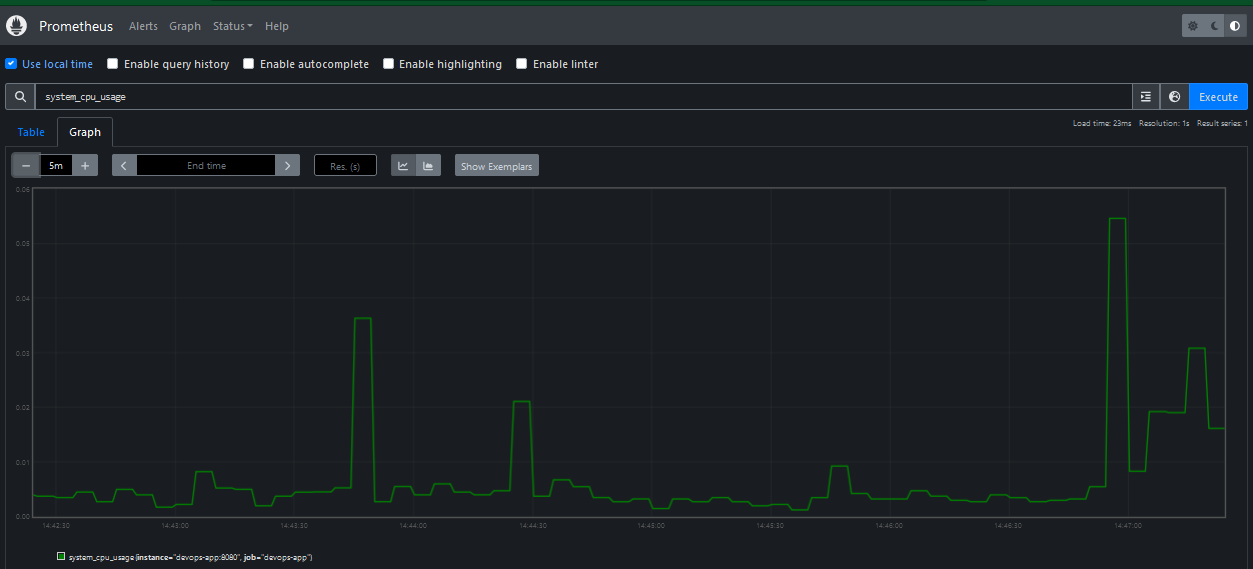 Prometheus Alerts Graph Status Help
Use local time Enable query history Enable autocomplete Enable highlighting Enable linter
system_cpu_usage Execute
Load time: 23ms Resolution: 1s Result series: 1
Table Graph
− 5m + End time Res. (s) Show Exemplars
0.06
0.05
0.04
0.03
0.02
0.01
0.00
14:42:30 14:43:00 14:43:30 14:44:00 14:44:30 14:45:00 14:45:30 14:46:00 14:46:30 14:47:00
system_cpu_usage{instance="devops-app:8080", job="devops-app"}